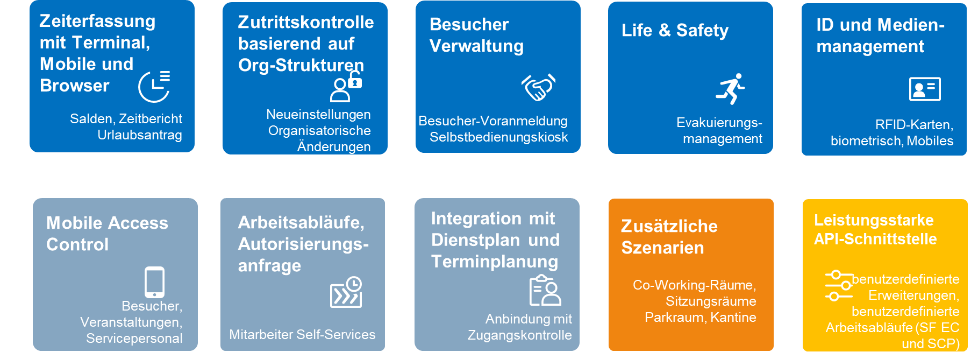 Zeiterfassung
mit Terminal,
Mobile und
Browser
Salden, Zeitbericht
Urlaubsantrag
Zutrittskontrolle
basierend auf
Org-Strukturen
Neueinstellungen
Organisatorische
Änderungen
Besucher
Verwaltung
Besucher-Voranmeldung
Selbstbedienungskiosk
Life & Safety
Evakuierungs-
management
ID und Medien-
management
RFID-Karten,
biometrisch, Mobiles
Mobile Access
Control
Besucher,
Veranstaltungen,
Servicepersonal
Arbeitsabläufe,
Autorisierungs-
anfrage
Mitarbeiter Self-Services
Integration mit
Dienstplan und
Terminplanung
Anbindung mit
Zugangskontrolle
Zusätzliche
Szenarien
Co-Working-Räume,
Sitzungsräume
Parkraum, Kantine
Leistungsstarke
API-Schnittstelle
benutzerdefinierte
Erweiterungen,
benutzerdefinierte
Arbeitsabläufe (SF EC
und SCP)